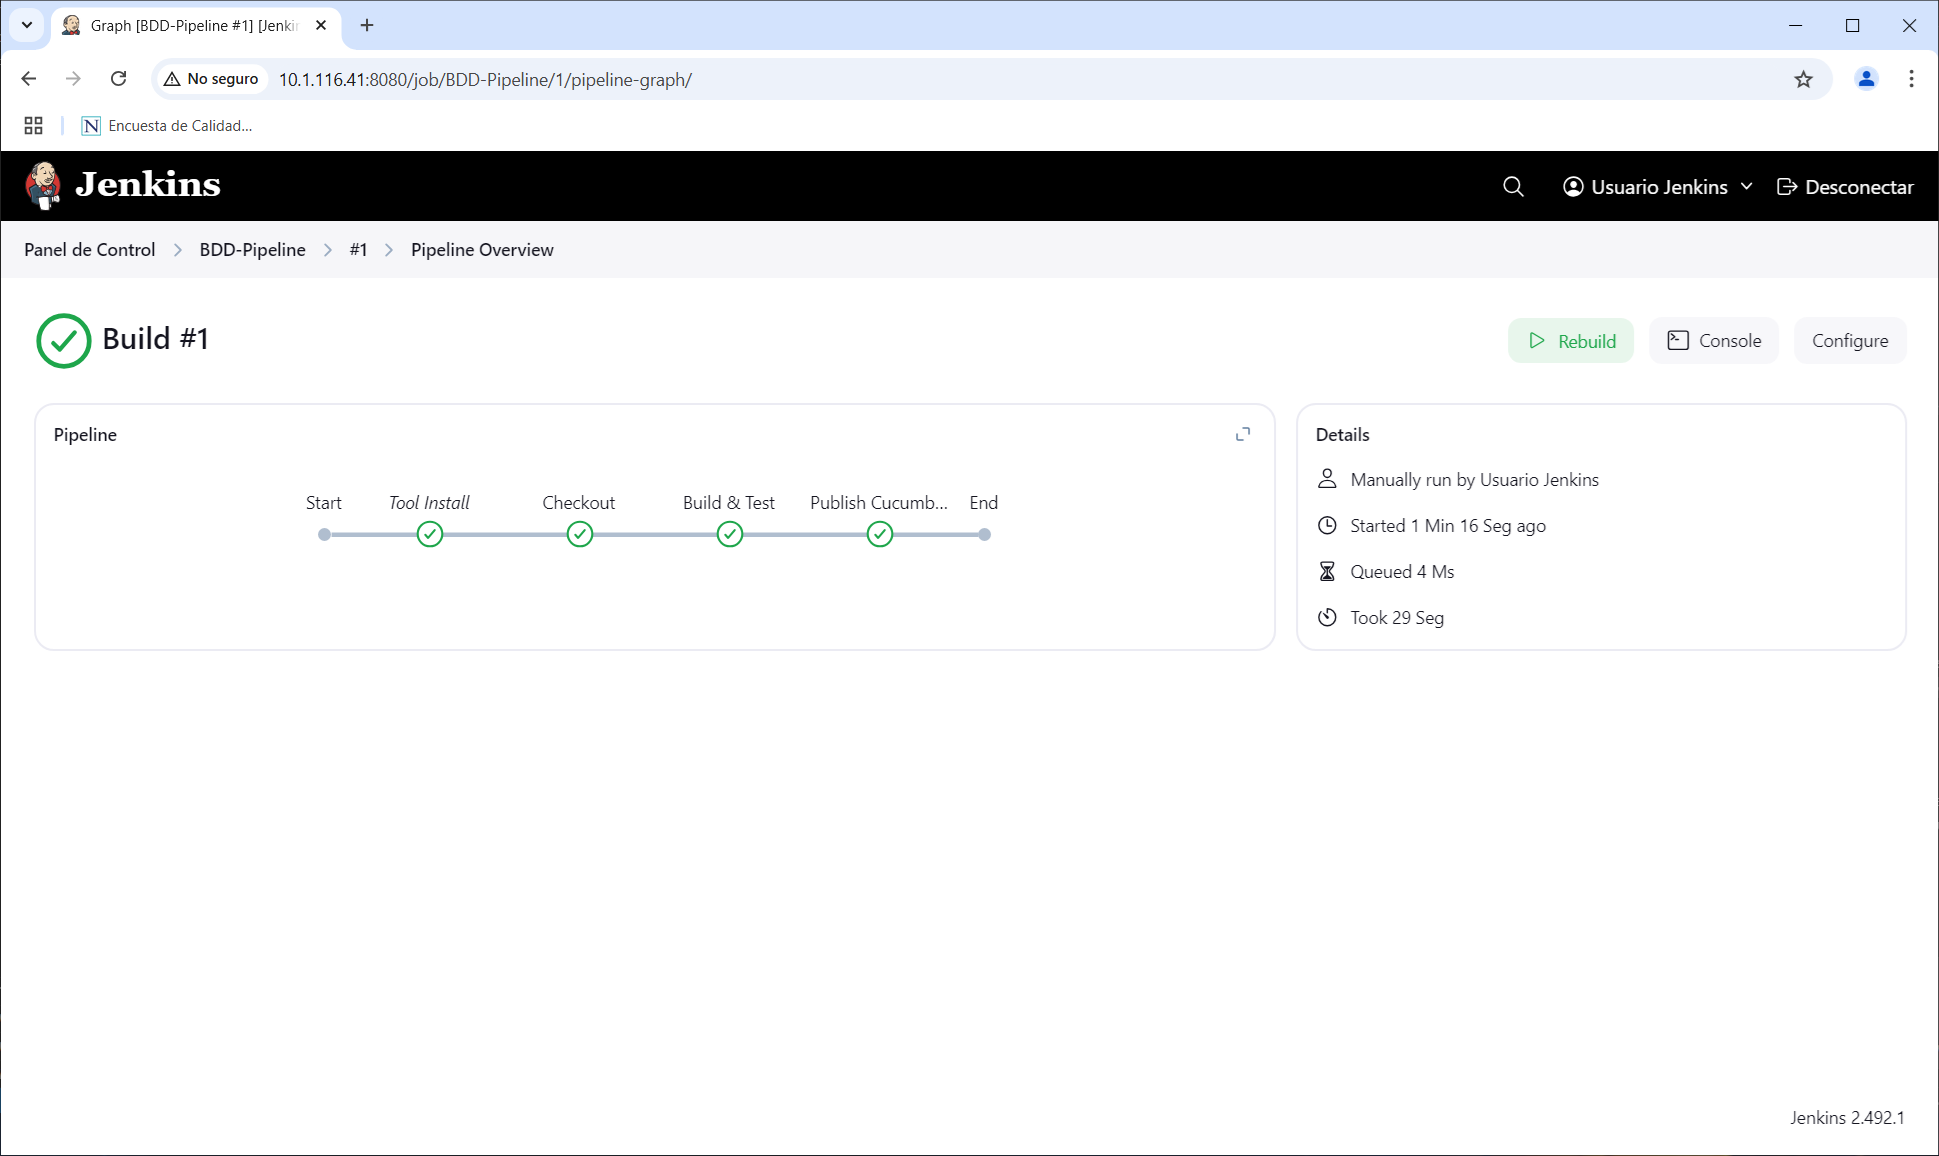 Graph [BDD-Pipeline #1] [Jenkin
No seguro
10.1.116.41:8080/job/BDD-Pipeline/1/pipeline-graph/
N Encuesta de Calidad...
Jenkins
Usuario Jenkins
Desconectar
Panel de Control > BDD-Pipeline > #1 > Pipeline Overview
Build #1
Rebuild
Console
Configure
Pipeline
Start Tool Install Checkout Build & Test Publish Cucumb... End
Details
Manually run by Usuario Jenkins
Started 1 Min 16 Seg ago
Queued 4 Ms
Took 29 Seg
Jenkins 2.492.1